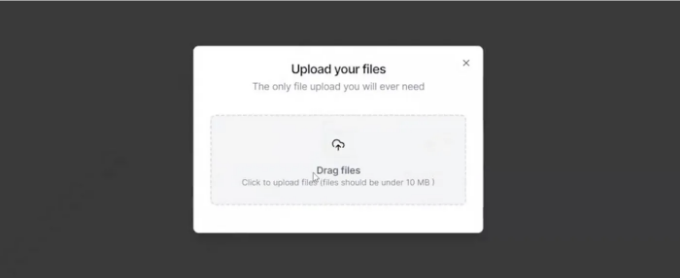 Upload your files
The only file upload you will ever need
Drag files
Click to upload files (files should be under 10 MB )